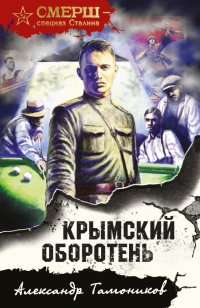 СМЕРШ –
спецназ Сталина
КРЫМСКИЙ
ОБОРОТЕНЬ
Александр Тамоников